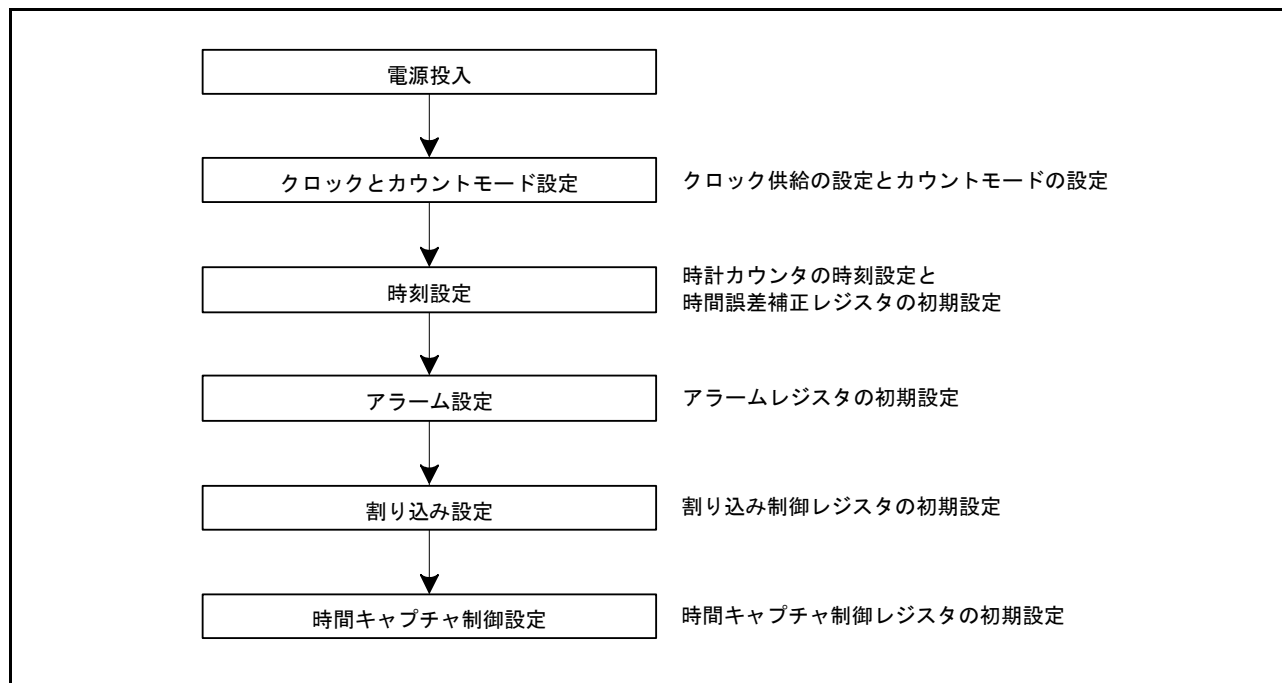 電源投入
クロックとカウントモード設定
クロック供給の設定とカウントモードの設定
時刻設定
時計カウンタの時刻設定と
時間誤差補正レジスタの初期設定
アラーム設定
アラームレジスタの初期設定
割り込み設定
割り込み制御レジスタの初期設定
時間キャプチャ制御設定
時間キャプチャ制御レジスタの初期設定